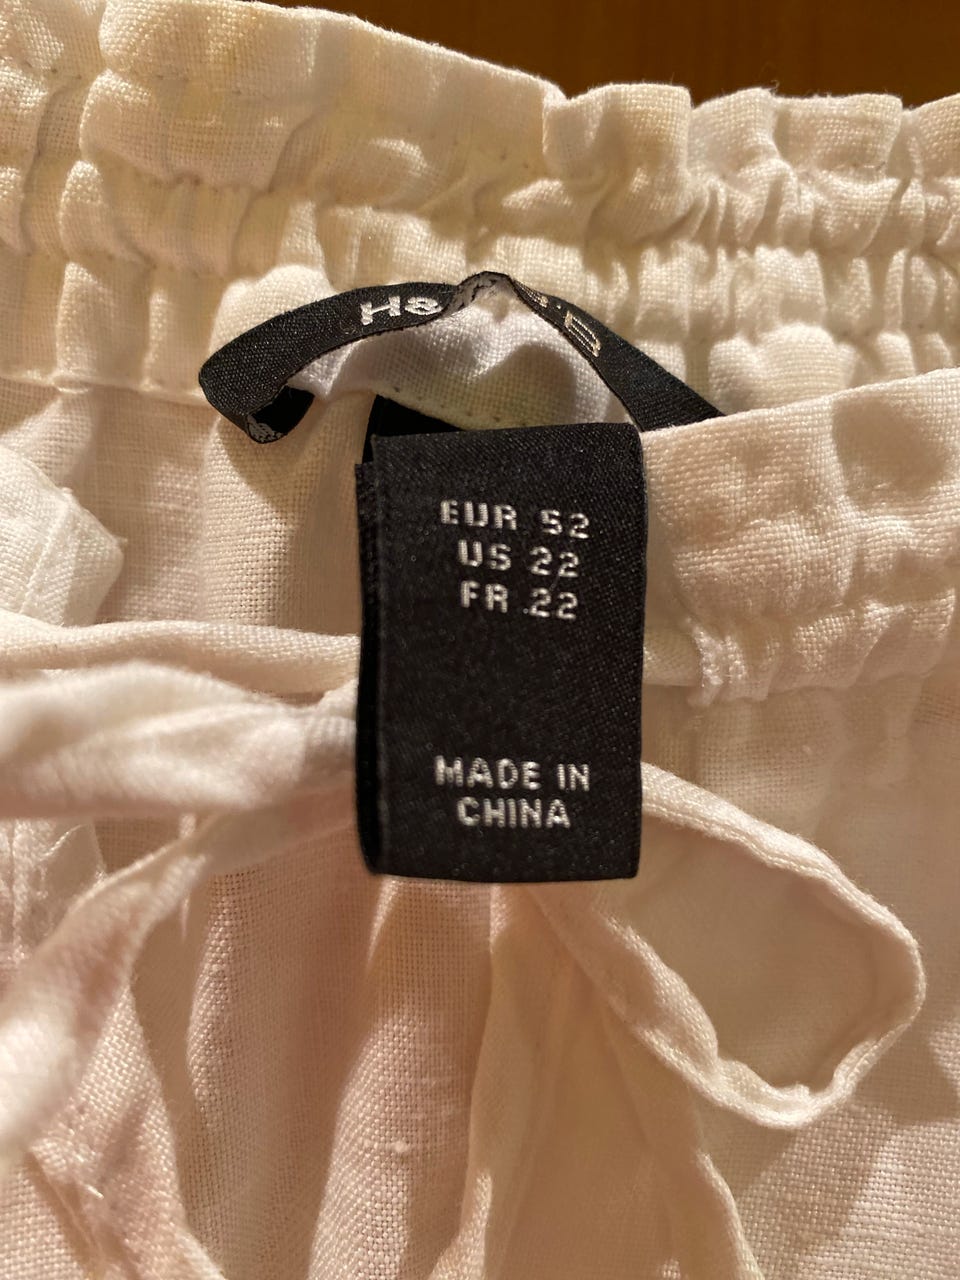 H&
D
EUR 52
US 22
FR 22
MADE IN
CHINA